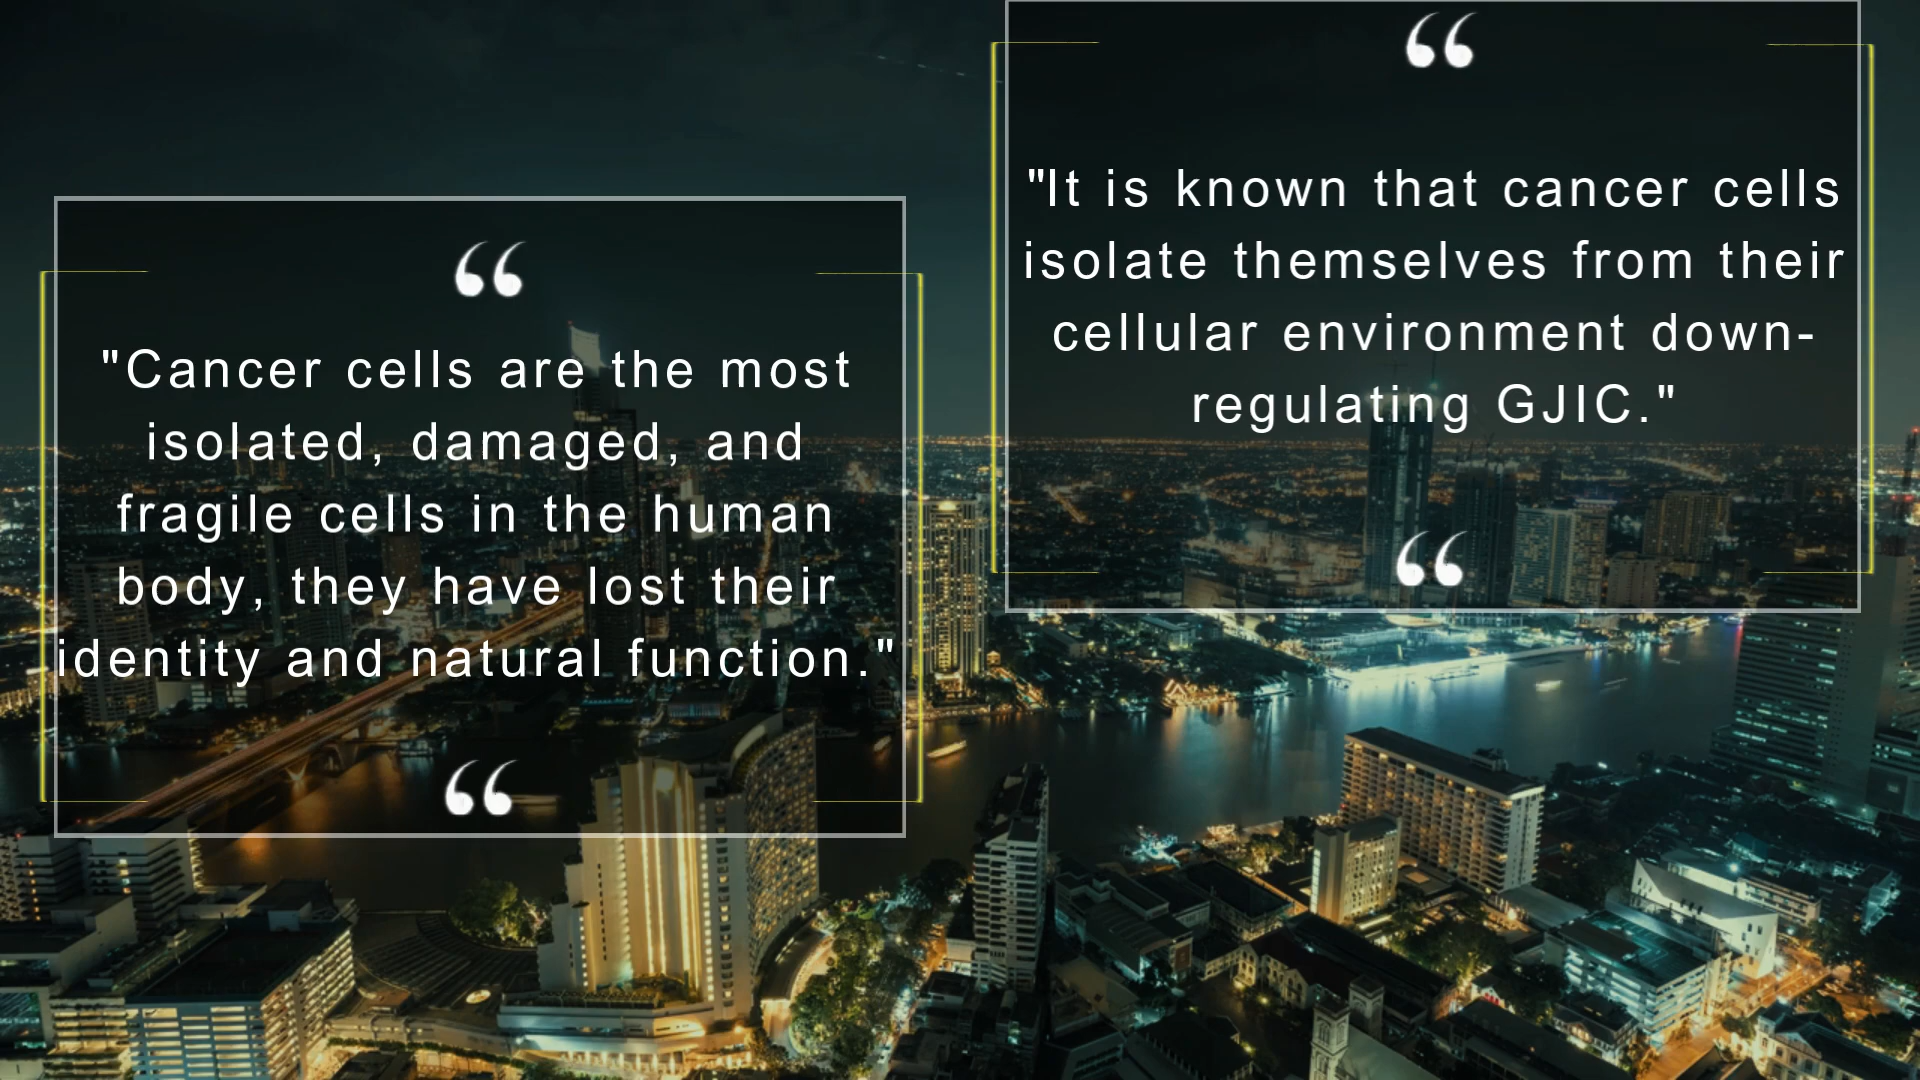 "Cancer cells are the most
isolated, damaged, and
fragile cells in the human
body, they have lost their
identity and natural function."
"It is known that cancer cells
isolate themselves from their
cellular environment down-
regulating GJIC."